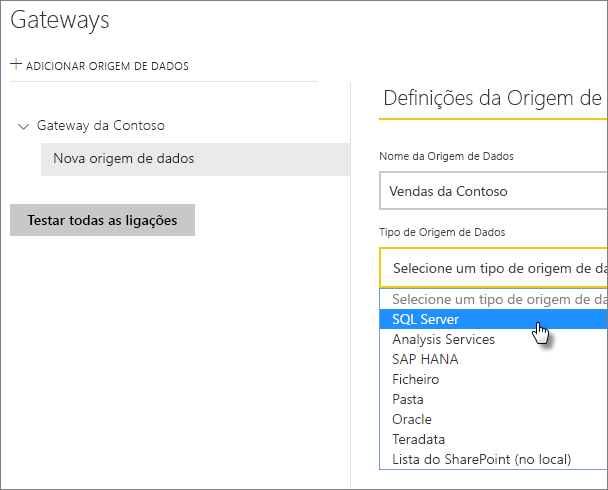 Gateways
ADICIONAR ORIGEM DE DADOS
Gateway da Contoso
Nova origem de dados
Testar todas as ligações
Definições da Origem de
Nome da Origem de Dados
Vendas da Contoso
Tipo de Origem de Dados
Selecione um tipo de origem de
Selecione um tipo de origem de
SQL Server
Analysis Services
SAP HANA
Ficheiro
Pasta
Oracle
Teradata
Lista do SharePoint (no local)